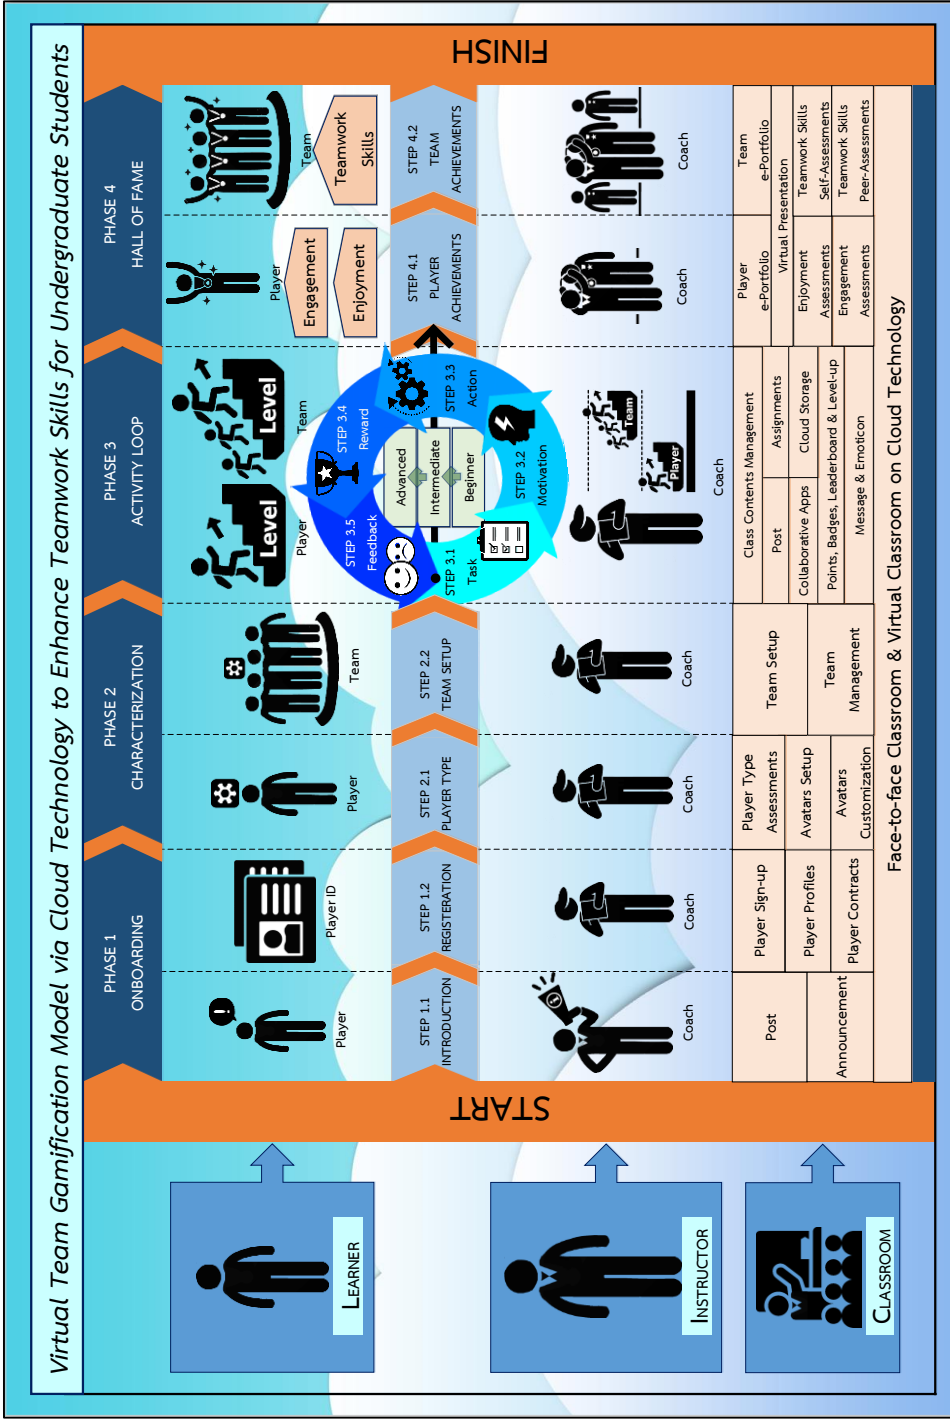 Virtual Team Gamification Model via Cloud Technology to Enhance Teamwork Skills for Undergraduate Students
PHASE 1
ONBOARDING
PHASE 2
CHARACTERIZATION
PHASE 3
ACTIVITY LOOP
PHASE 4
HALL OF FAME
LEARNER
INSTRUCTOR
CLASSROOM
START
FINISH
Player
Player ID
Player
Team
Level
Player
Level
Team
Player
Engagement
Enjoyment
Team
Teamwork
Skills
STEP 1.1
INTRODUCTION
STEP 1.2
REGISTERATION
STEP 2.1
PLAYER TYPE
STEP 2.2
TEAM SETUP
STEP 3.1
Task
STEP 3.2
Motivation
STEP 3.3
Action
STEP 3.4
Reward
STEP 3.5
Feedback
Advanced
Intermediate
Beginner
STEP 4.1
PLAYER
ACHIEVEMENTS
STEP 4.2
TEAM
ACHIEVEMENTS
Coach
Coach
Coach
Coach
Player
Team
Coach
Coach
Coach
Post
Announcement
Player Sign-up
Player Profiles
Player Contracts
Player Type
Assessments
Avatars Setup
Avatars
Customization
Team Setup
Team
Management
Class Contents Management
Post
Assignments
Collaborative Apps
Cloud Storage
Points, Badges, Leaderboard & Level-up
Message & Emoticon
Player
e-Portfolio
Team
e-Portfolio
Virtual Presentation
Enjoyment
Assessments
Teamwork Skills
Self-Assessments
Engagement
Assessments
Teamwork Skills
Peer-Assessments
Face-to-face Classroom & Virtual Classroom on Cloud Technology